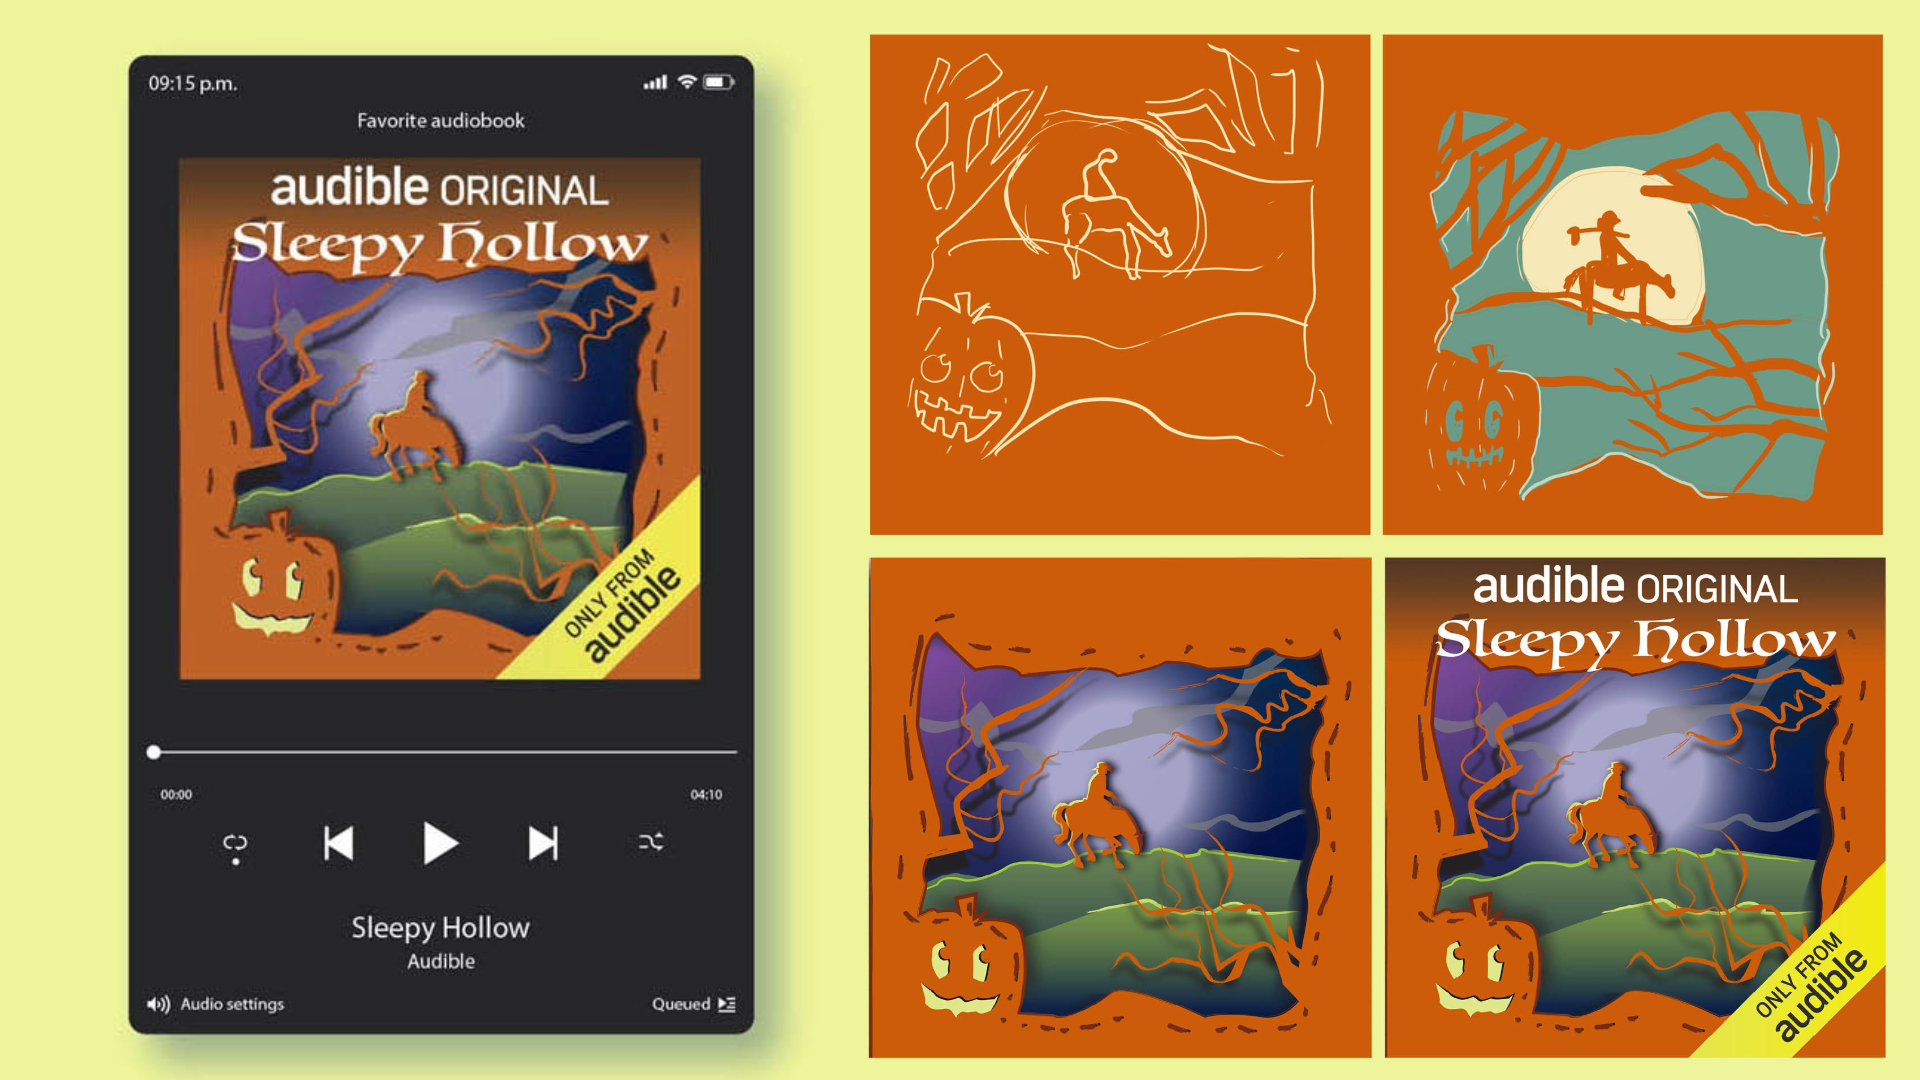 09:15 p.m.
Favorite audiobook
audible ORIGINAL
Sleepy Hollow
ONLY FROM
audible
00:00
04:10
Sleepy Hollow
Audible
Audio settings
Queued
audible ORIGINAL
Sleepy Hollow
ONLY FROM
audible